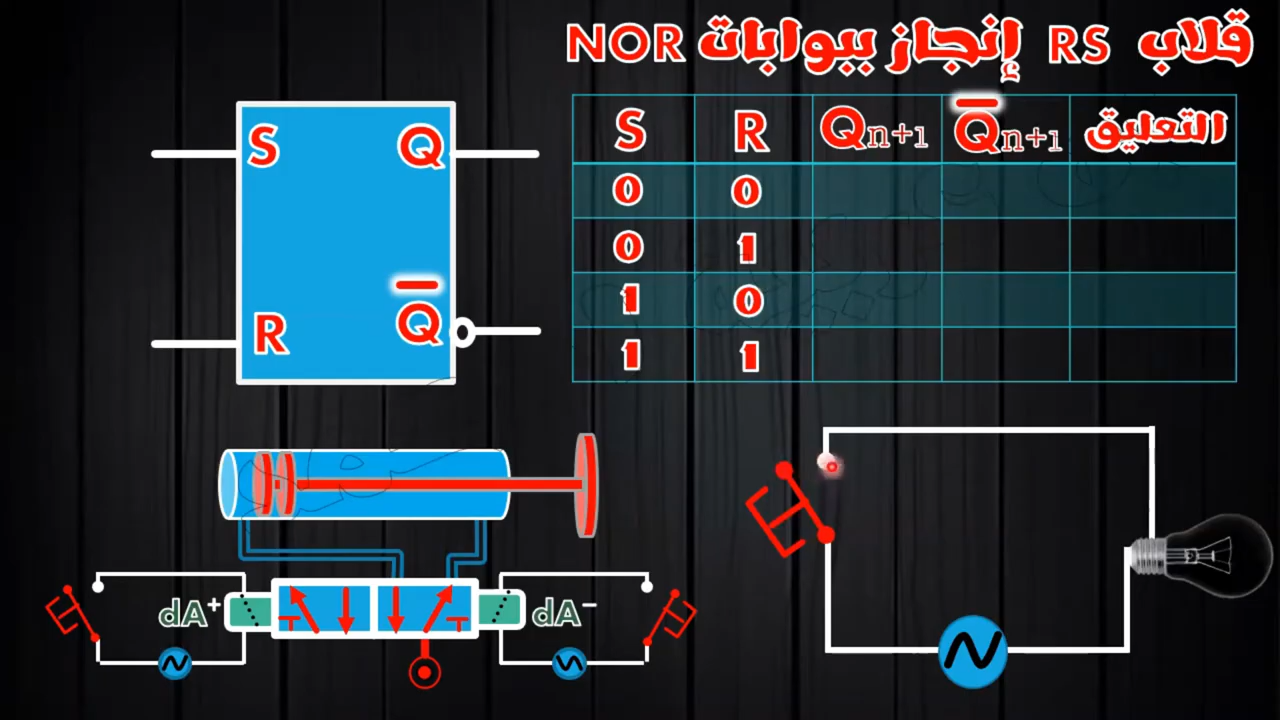 قلاب RS إنجاز ببوابات NOR
S R Qn+1 Q̅n+1 التعليق
0 0
0 1
1 0
1 1
S Q
R Q̅
dA+ dA−